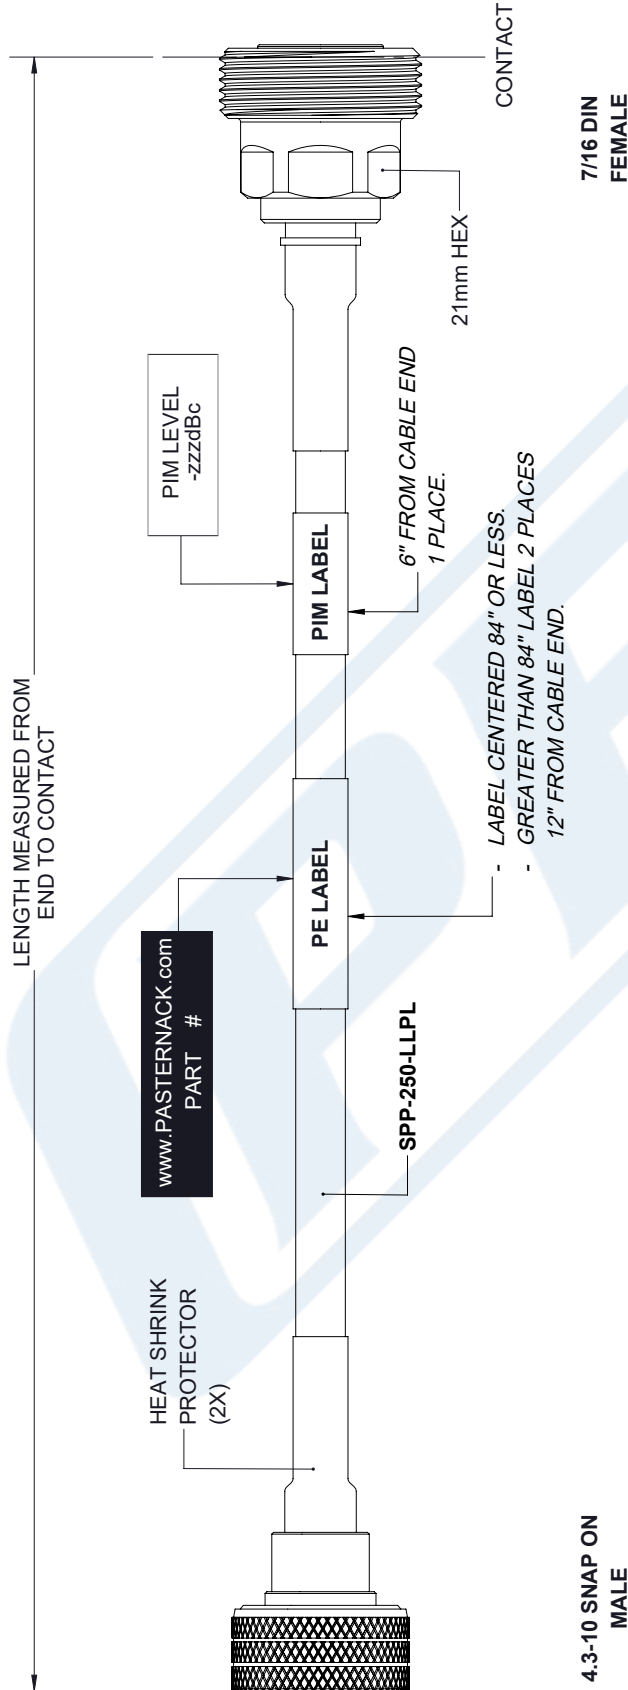 LENGTH MEASURED FROM
END TO CONTACT
HEAT SHRINK
PROTECTOR
(2X)
www.PASTERNACK.com
PART #
PIM LEVEL
-zzzdBc
PE LABEL
PIM LABEL
SPP-250-LLPL
- LABEL CENTERED 84" OR LESS.
- GREATER THAN 84" LABEL 2 PLACES
12" FROM CABLE END.
6" FROM CABLE END
1 PLACE.
21mm HEX
CONTACT
4.3-10 SNAP ON
MALE
7/16 DIN
FEMALE